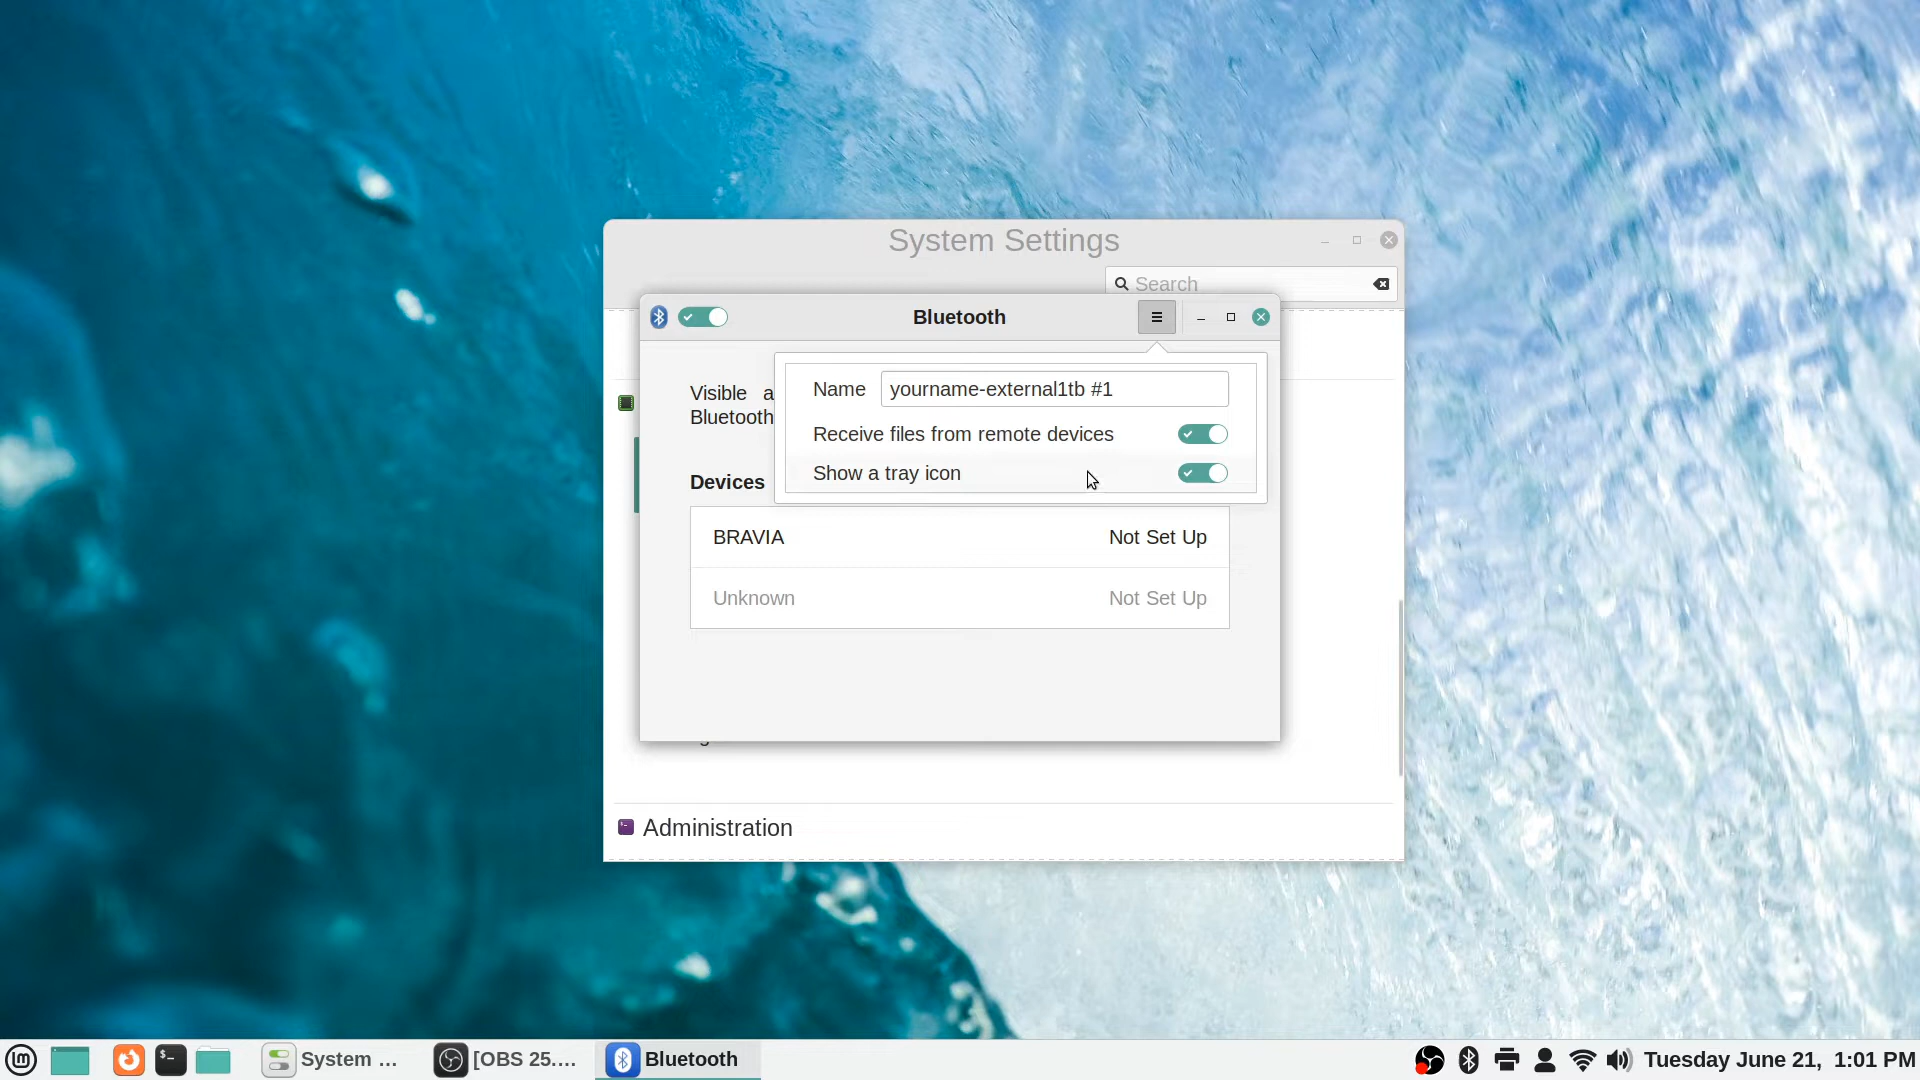 System Settings
Search
Bluetooth
Visible a
Bluetooth
Name yourname-external1tb #1
Receive files from remote devices
Show a tray icon
Devices
BRAVIA Not Set Up
Unknown Not Set Up
Administration
System ...
[OBS 25....
Bluetooth
Tuesday June 21, 1:01 PM